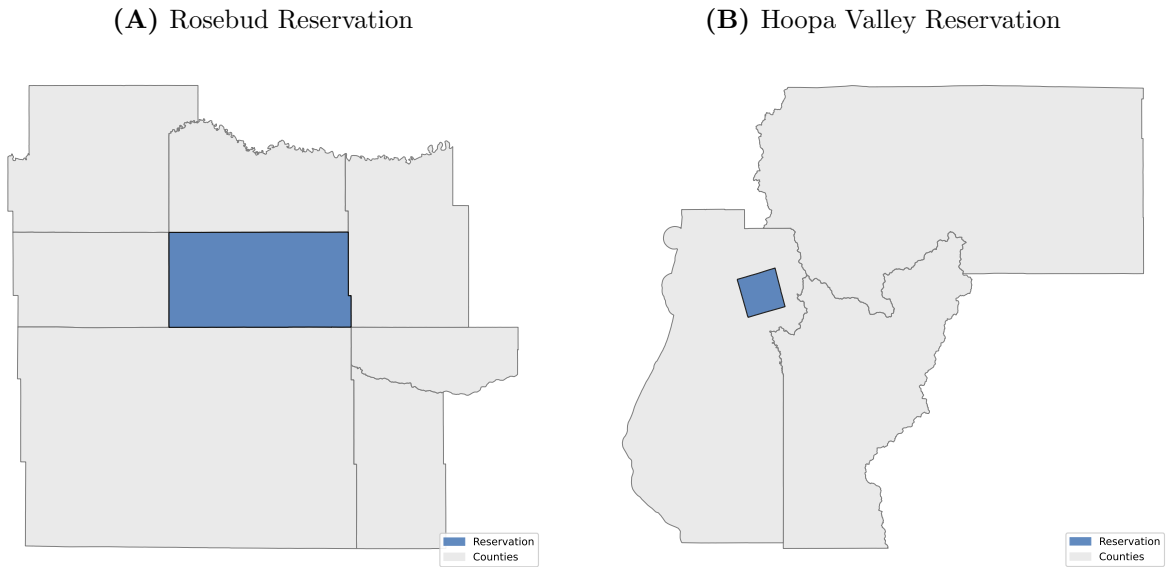 (A) Rosebud Reservation
(B) Hoopa Valley Reservation
Reservation
Counties
Reservation
Counties